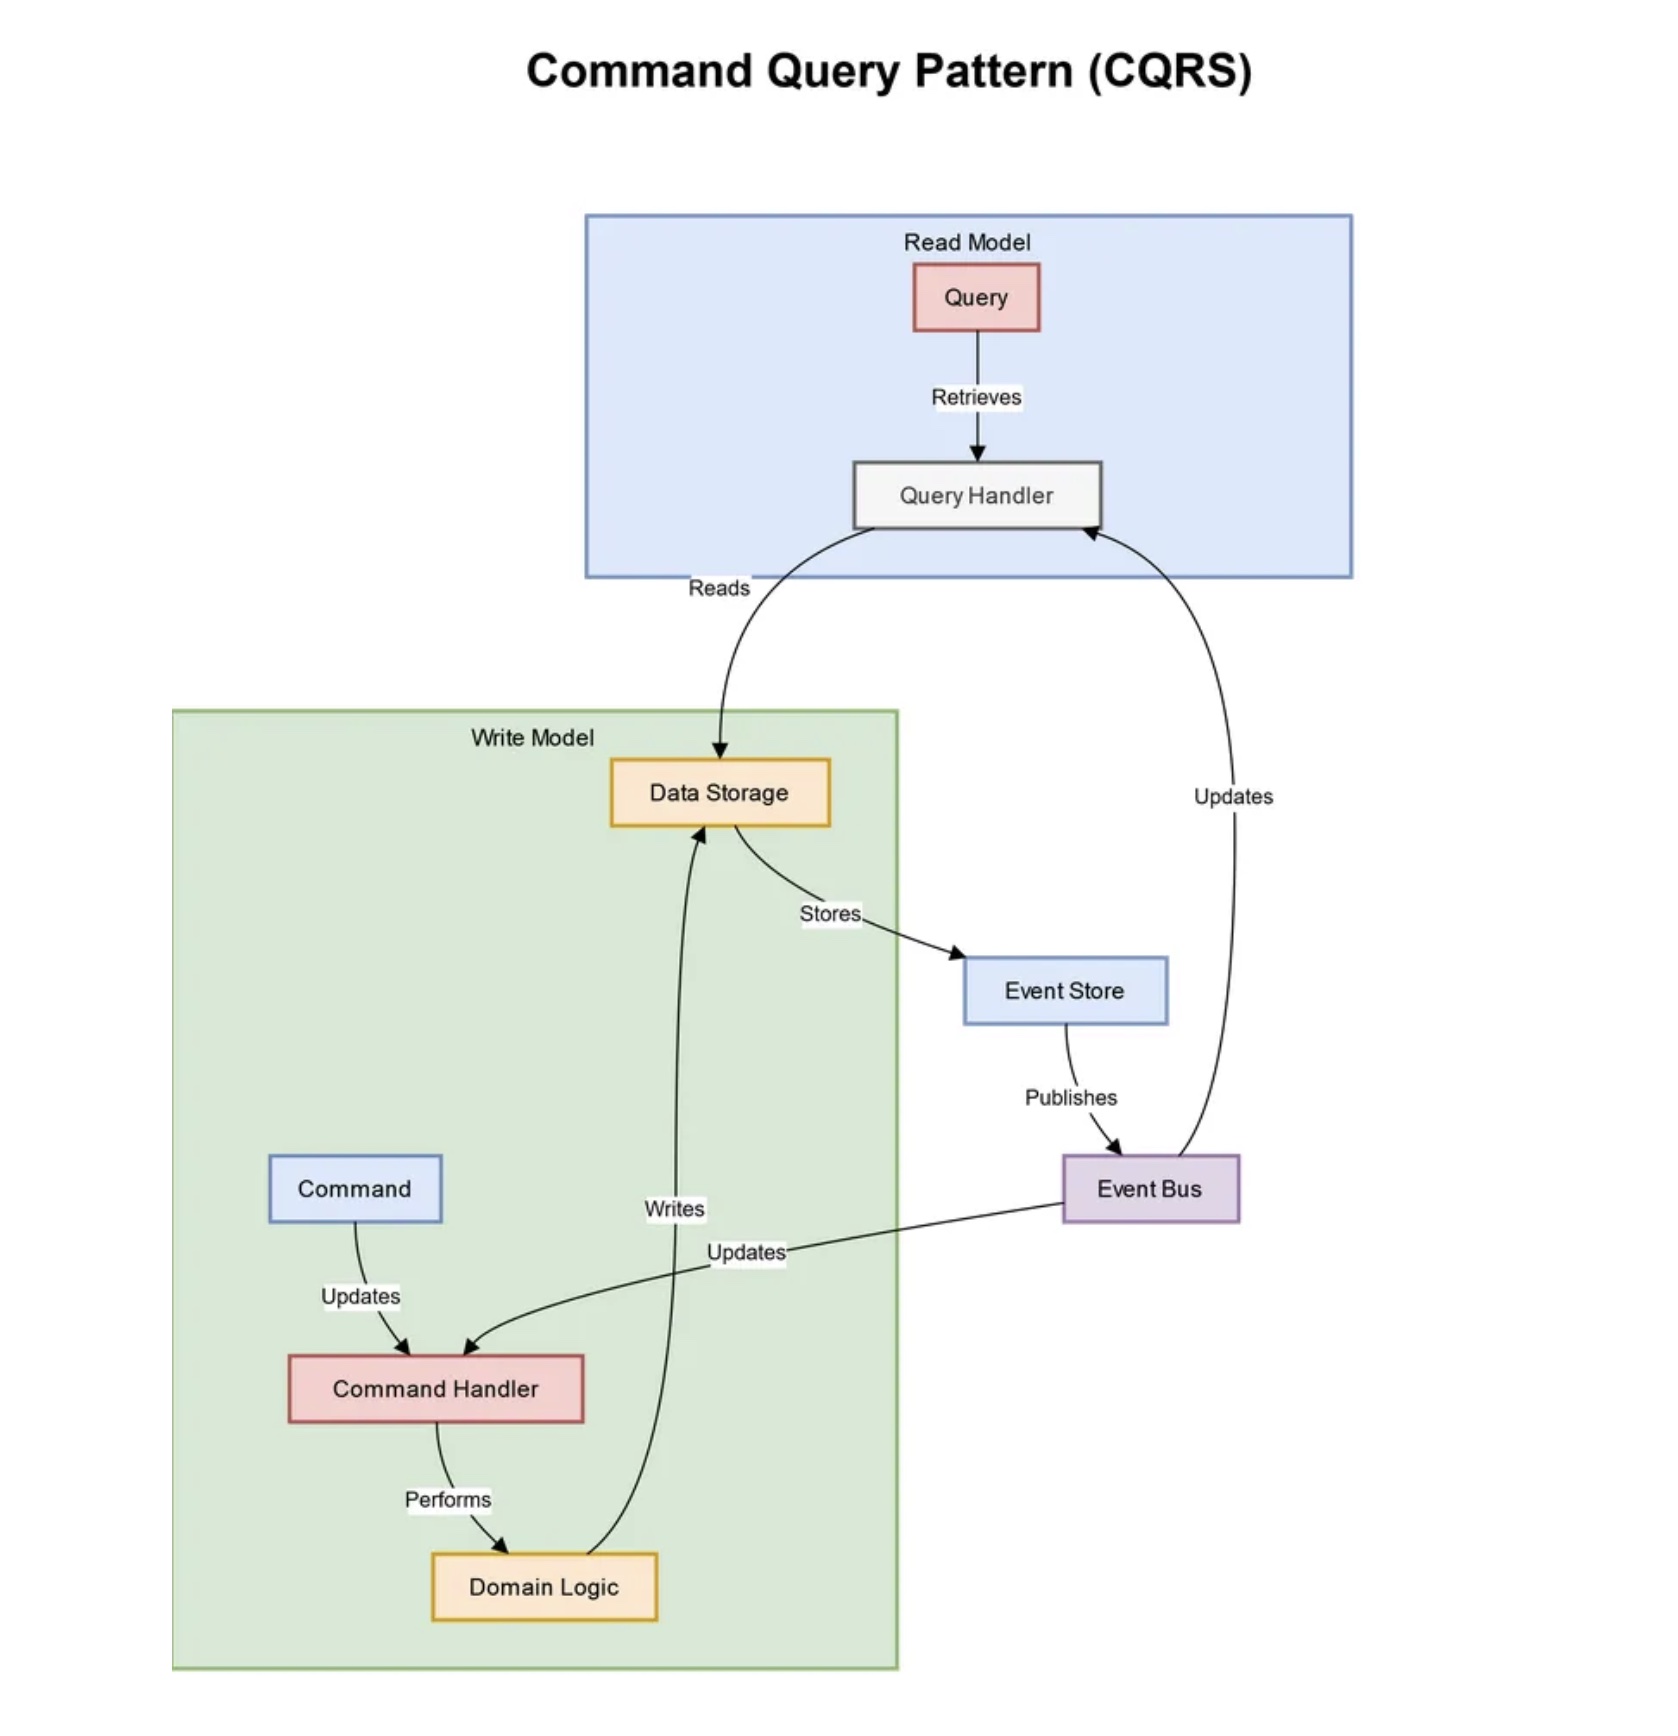 Command Query Pattern (CQRS)
Read Model
Query
Retrieves
Query Handler
Reads
Write Model
Data Storage
Updates
Stores
Event Store
Publishes
Command
Event Bus
Writes
Updates
Updates
Command Handler
Performs
Domain Logic